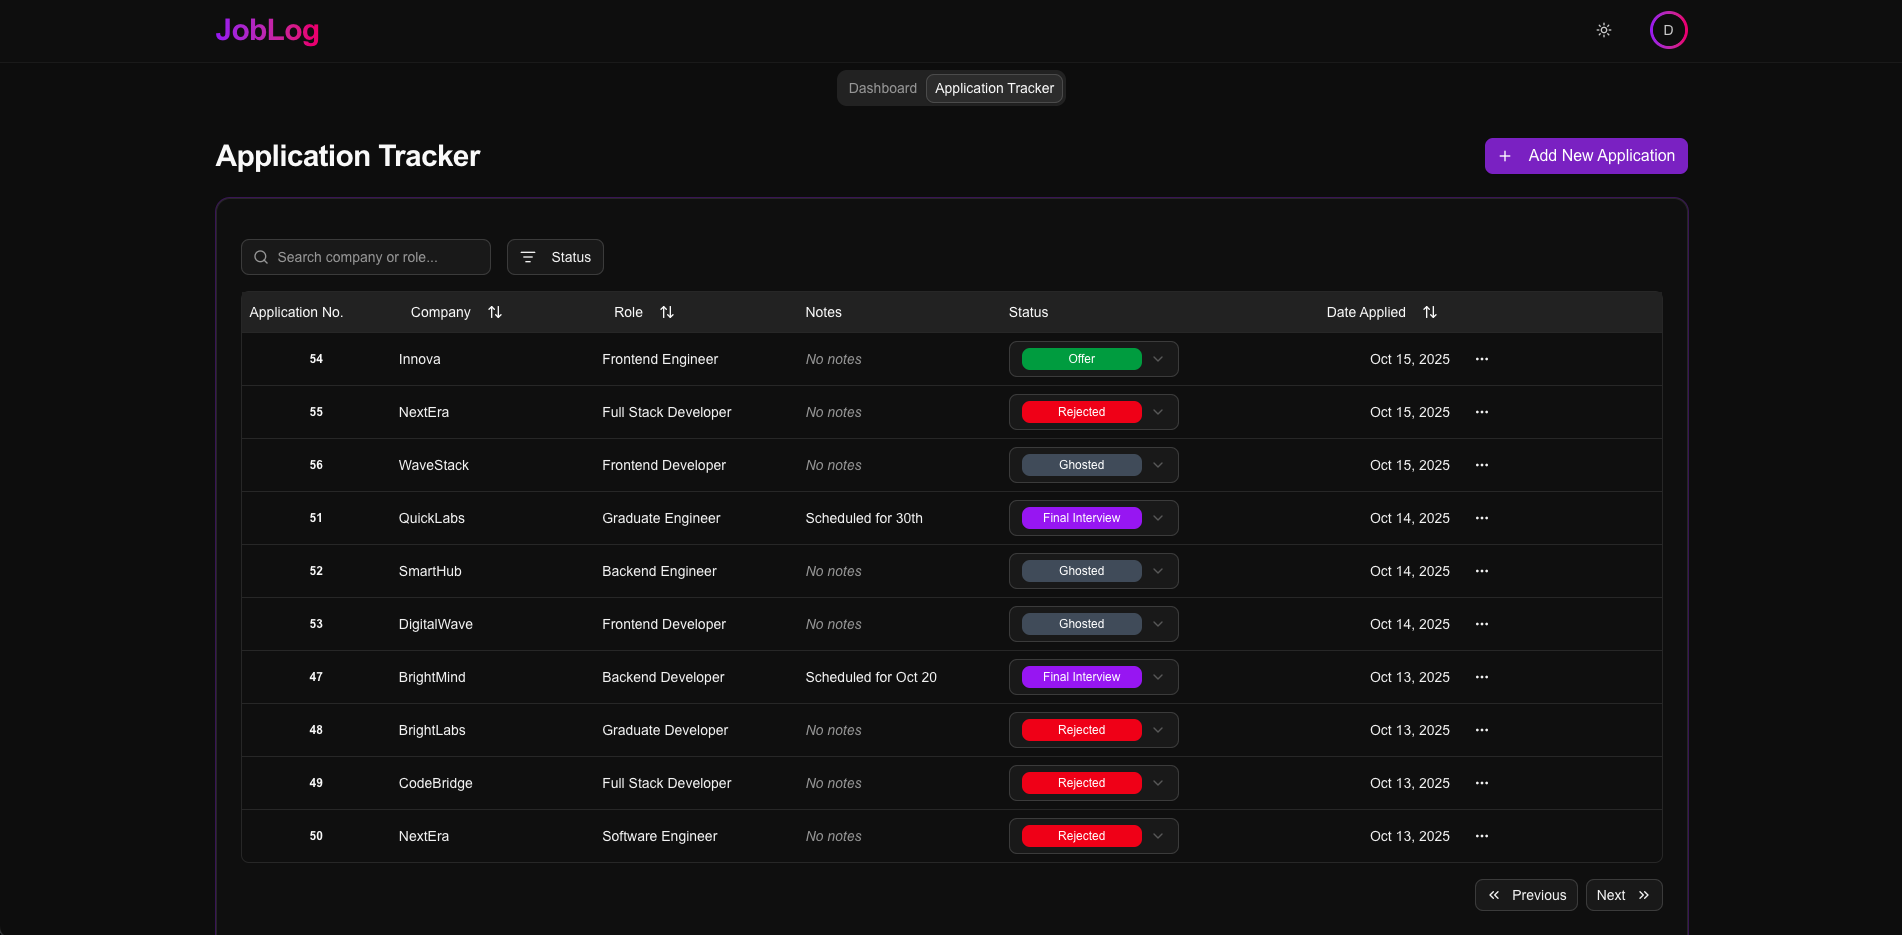 JobLog
D
Dashboard Application Tracker
Application Tracker
+ Add New Application
Search company or role...
Status
Application No. Company Role Notes Status Date Applied
54 Innova Frontend Engineer No notes Offer Oct 15, 2025
55 NextEra Full Stack Developer No notes Rejected Oct 15, 2025
56 WaveStack Frontend Developer No notes Ghosted Oct 15, 2025
51 QuickLabs Graduate Engineer Scheduled for 30th Final Interview Oct 14, 2025
52 SmartHub Backend Engineer No notes Ghosted Oct 14, 2025
53 DigitalWave Frontend Developer No notes Ghosted Oct 14, 2025
47 BrightMind Backend Developer Scheduled for Oct 20 Final Interview Oct 13, 2025
48 BrightLabs Graduate Developer No notes Rejected Oct 13, 2025
49 CodeBridge Full Stack Developer No notes Rejected Oct 13, 2025
50 NextEra Software Engineer No notes Rejected Oct 13, 2025
Previous Next